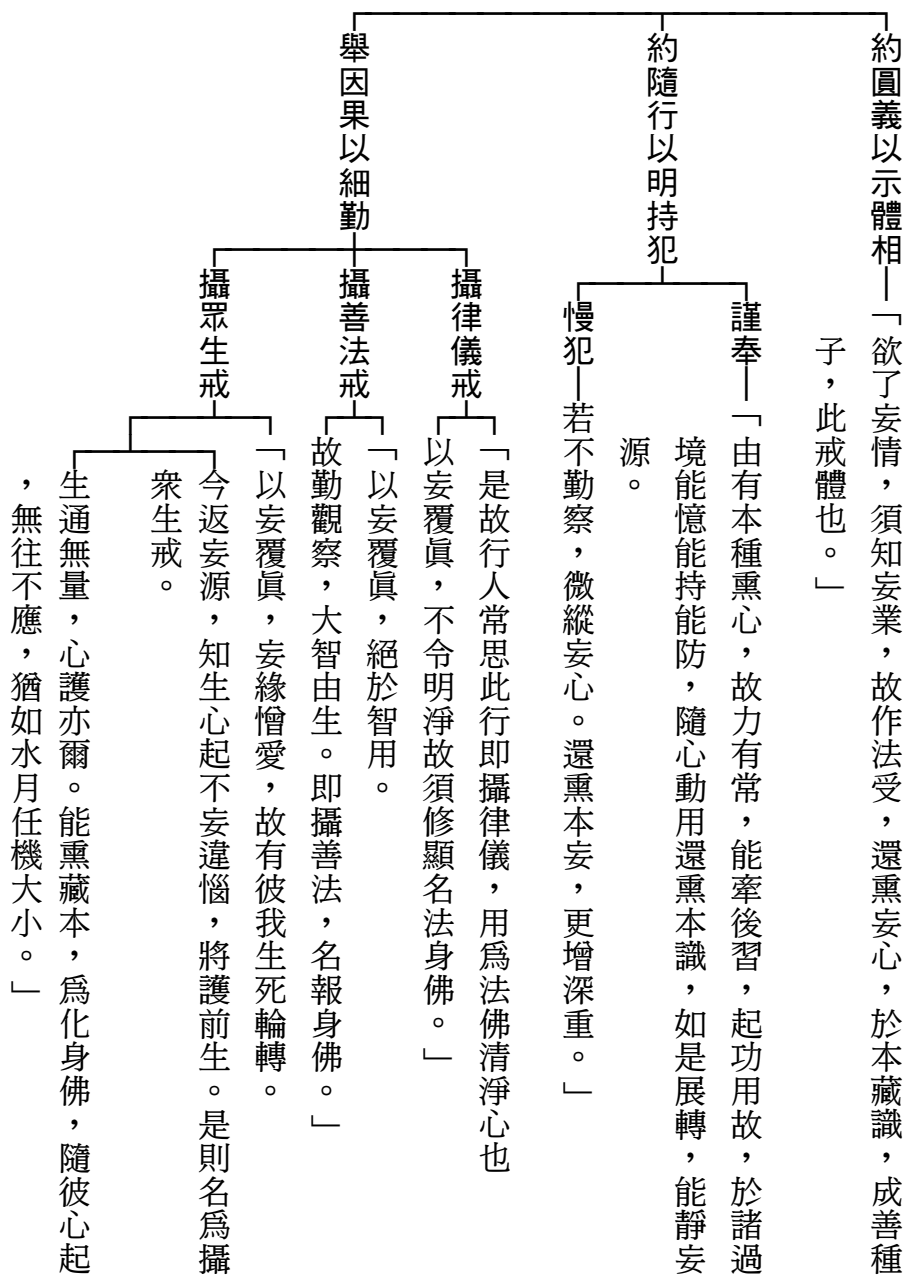 約圓義以示體相
「欲了妄情，須知妄業，故作法受，還熏妄心，於本藏識，成善種
子，此戒體也。」
約隨行以明持犯
謹奉
「由有本種熏心，故力有常，能牽後習，起功用故，於諸過
境能憶能持能防，隨心動用還熏本識，如是展轉，能靜妄
源。
慢犯
若不勤察，微縱妄心。還熏本妄，更增深重。」
舉因果以細勤
攝律儀戒
「是故行人常思此行即攝律儀，用爲法佛清淨心也
以妄覆眞，不令明淨故須修顯名法身佛。」
攝善法戒
「以妄覆眞，絕於智用。
故勤觀察，大智由生。即攝善法，名報身佛。」
攝眾生戒
「以妄覆眞，妄緣憎愛，故有彼我生死輪轉。
今返妄源，知生心起不妄違惱，將護前生。是則名爲攝
衆生戒。
生通無量，心護亦爾。能熏藏本，爲化身佛，隨彼心起
，無往不應，猶如水月任機大小。」